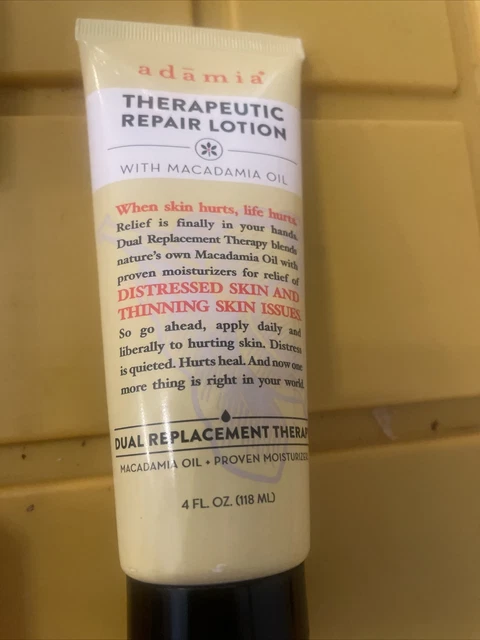 adāmia
THERAPEUTIC
REPAIR LOTION
WITH MACADAMIA OIL
When skin hurts, life hurts.
Relief is finally in your hands.
Dual Replacement Therapy blends
nature's own Macadamia Oil with
proven moisturizers for relief of
DISTRESSED SKIN AND
THINNING SKIN ISSUES.
So go ahead, apply daily and
liberally to hurting skin. Distress
is quieted. Hurts heal. And now one
more thing is right in your world.
DUAL REPLACEMENT THERAP
MACADAMIA OIL • PROVEN MOISTURIZE
4 FL. OZ. (118 ML)